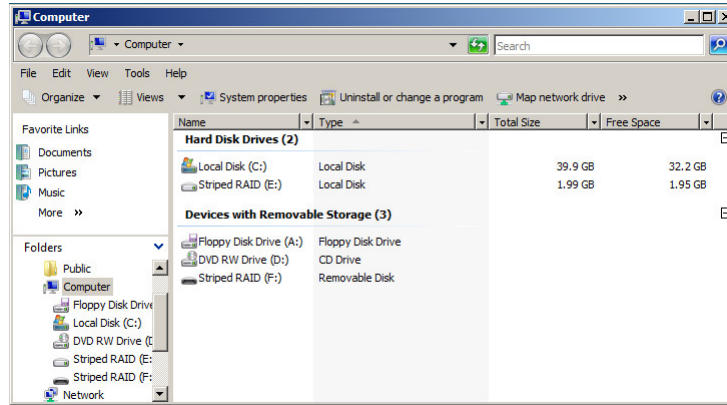 Computer
Computer
Search
File Edit View Tools Help
Organize Views System properties Uninstall or change a program Map network drive »
Favorite Links
Documents
Pictures
Music
More »
Folders
Public
Computer
Floppy Disk Drive
Local Disk (C:)
DVD RW Drive (D
Striped RAID (E:
Striped RAID (F:
Network
Name Type Total Size Free Space
Hard Disk Drives (2)
Local Disk (C:) Local Disk 39.9 GB 32.2 GB
Striped RAID (E:) Local Disk 1.99 GB 1.95 GB
Devices with Removable Storage (3)
Floppy Disk Drive (A:) Floppy Disk Drive
DVD RW Drive (D:) CD Drive
Striped RAID (F:) Removable Disk